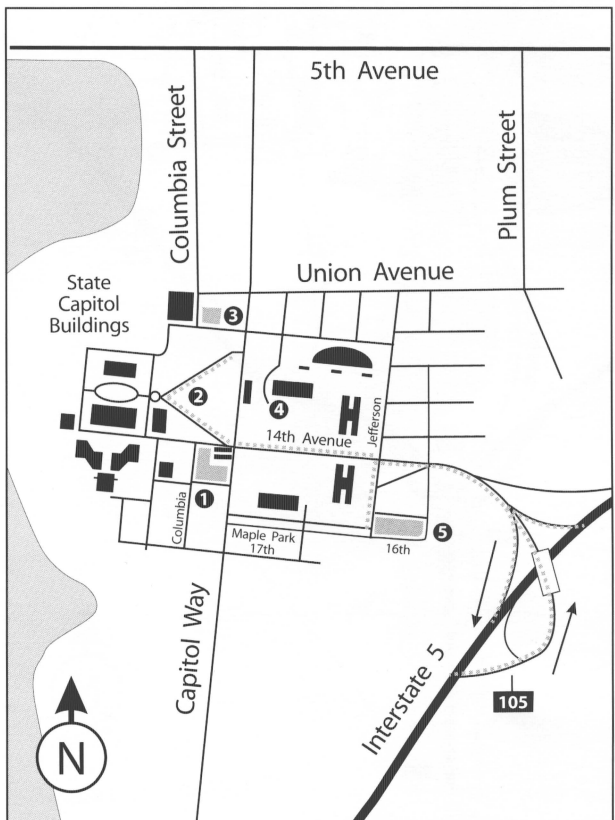 5th Avenue
Columbia Street
Plum Street
Union Avenue
State
Capitol
Buildings
3
2
4
14th Avenue
Jefferson
1
Columbia
Maple Park
17th
5
16th
Capitol Way
Interstate 5
105
N